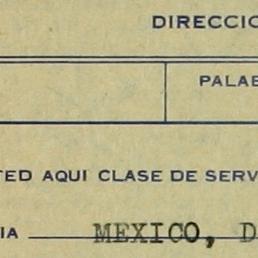 DIRECCIO
PALAB
TED AQUI CLASE DE SERV
IA MEXICO, D